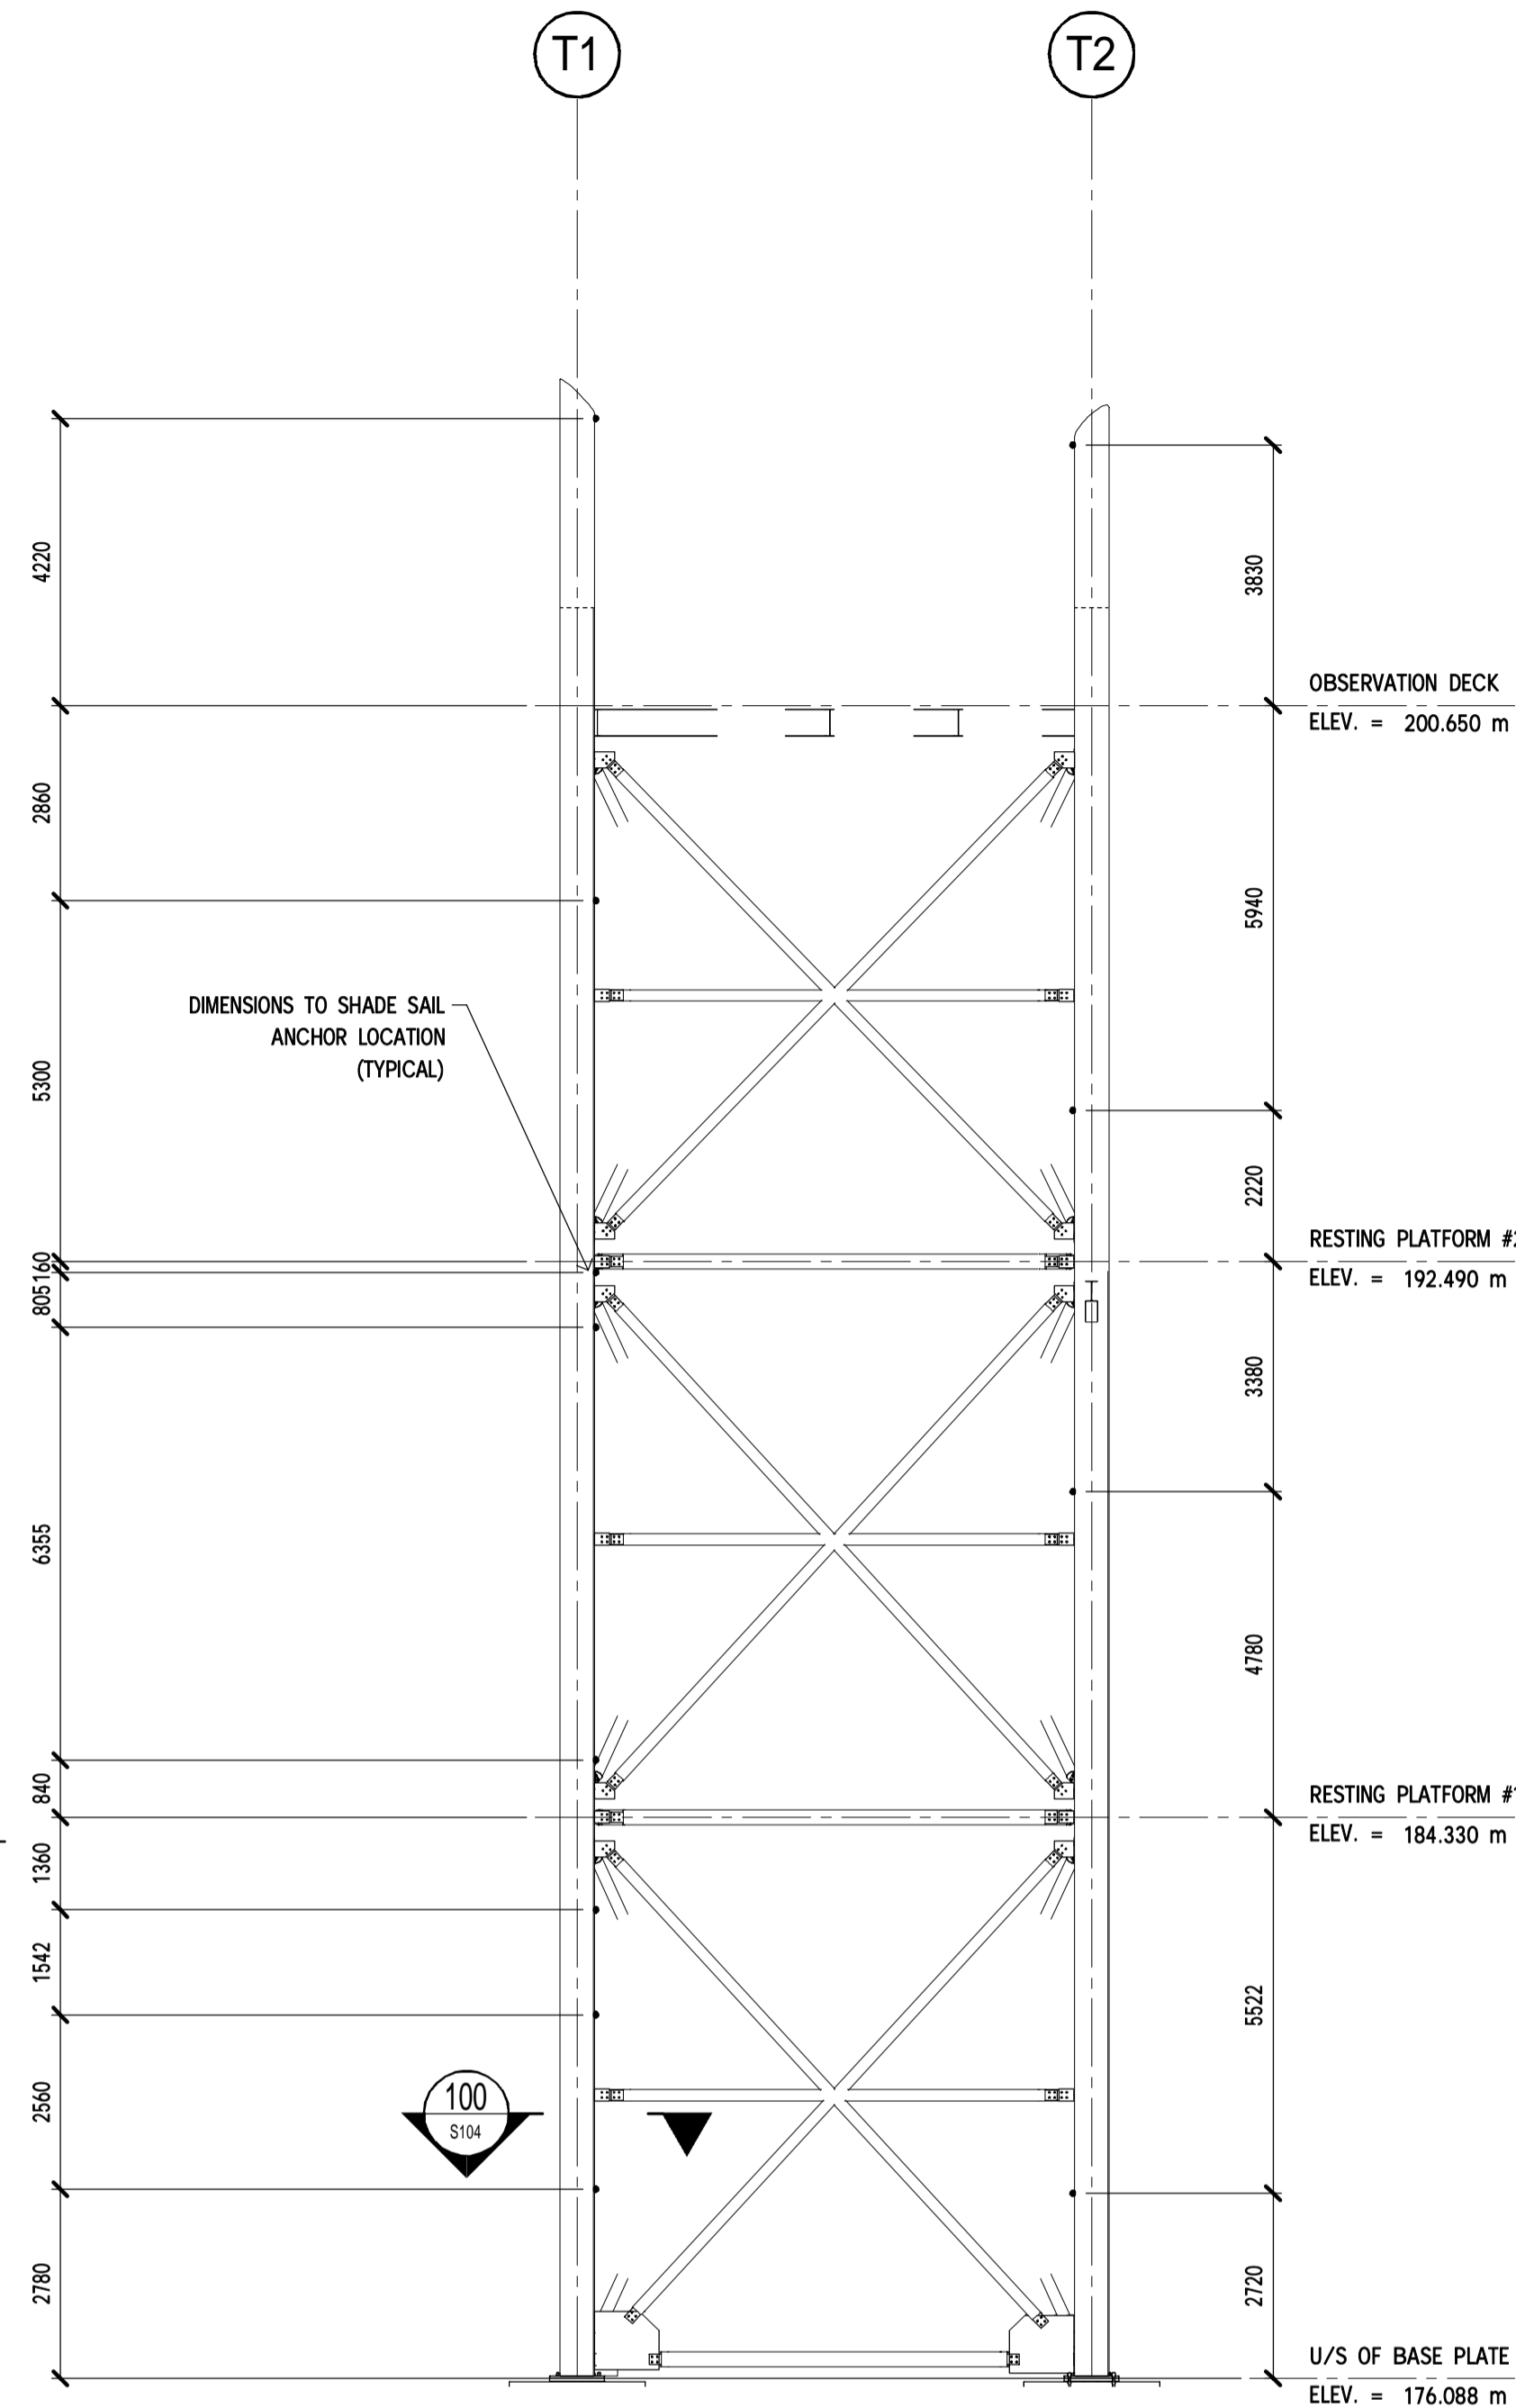 T1
T2
4220
3830
OBSERVATION DECK
ELEV. = 200.650 m
2860
5940
DIMENSIONS TO SHADE SAIL
ANCHOR LOCATION
(TYPICAL)
5300
2220
RESTING PLATFORM #2
ELEV. = 192.490 m
160
805
3380
6355
4780
840
RESTING PLATFORM #1
ELEV. = 184.330 m
1360
1542
5522
2560
100
S104
2780
2720
U/S OF BASE PLATE
ELEV. = 176.088 m